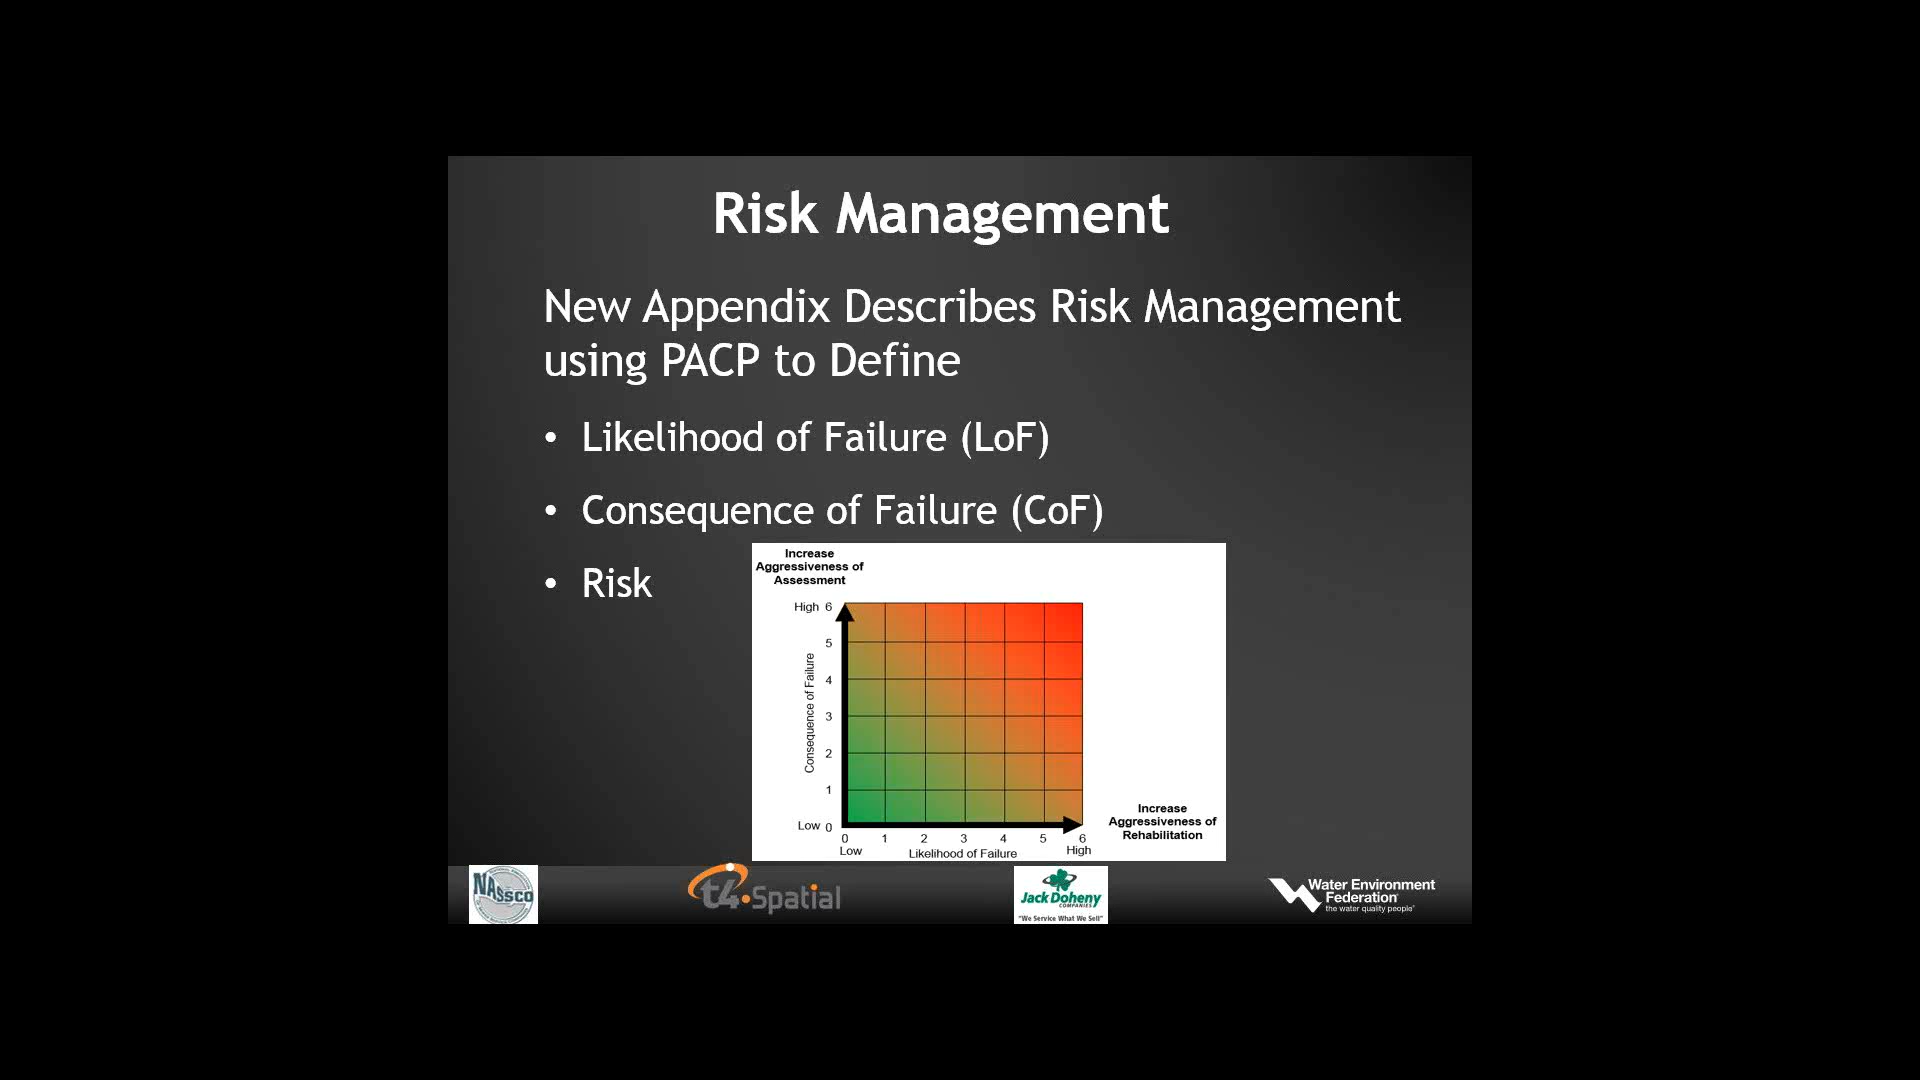 Risk Management
New Appendix Describes Risk Management
using PACP to Define
• Likelihood of Failure (LoF)
• Consequence of Failure (CoF)
• Risk
Increase
Aggressiveness of
Assessment
High 6
5
4
3
2
1
Low 0
Consequence of Failure
0 1 2 3 4 5 6
Low Likelihood of Failure High
Increase
Aggressiveness of
Rehabilitation
NASSCO
t4 Spatial
Jack Doheny
COMPANIES
"We Service What We Sell"
Water Environment
Federation
the water quality people